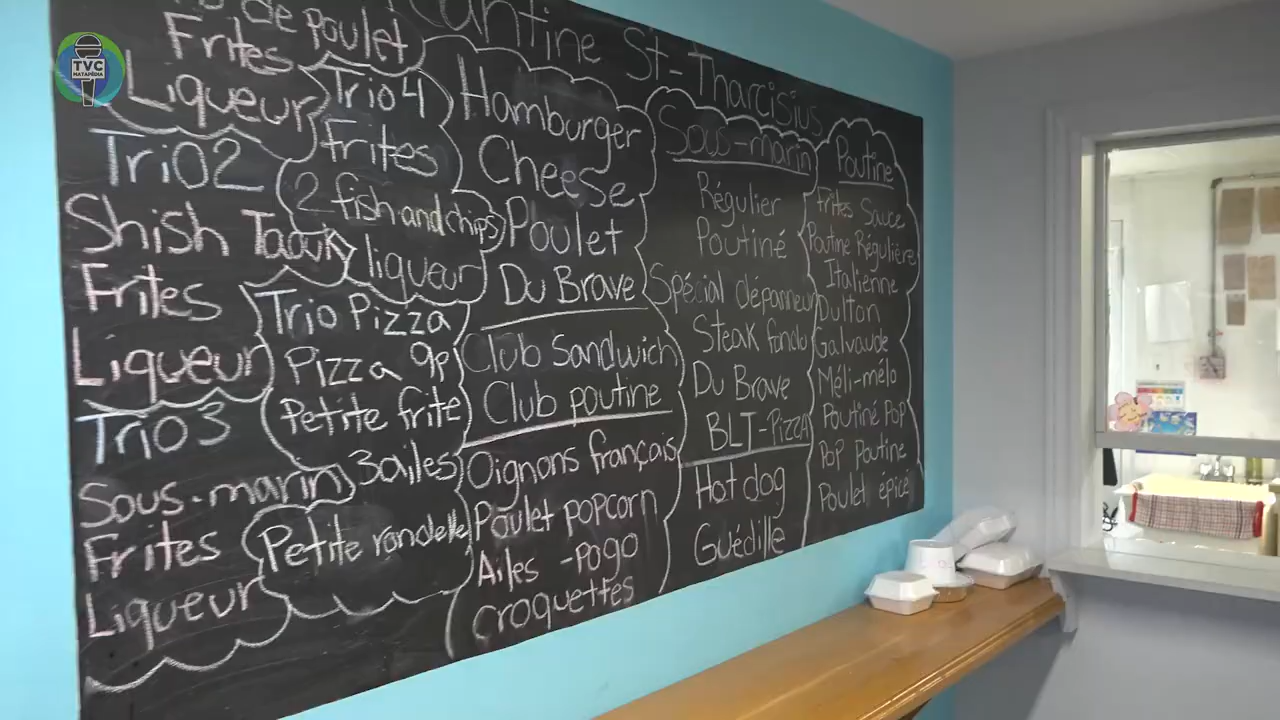 TVC
MATAPÉDIA
Cantine St-Tharcisius
de poulet
Frites
Liqueur
Trio 2
Shish Taouk
Frites
Liqueur
Trio 3
Sous-marin
Frites
Liqueur
Trio 4
Frites
2 fish and chips
liqueur
Trio Pizza
Pizza 9p
Petite frite
3 ailes
Petite rondelle
Hamburger
Cheese
Poulet
Du Brave
Club Sandwich
Club poutine
Oignons français
Poulet popcorn
Ailes - Pogo
croquettes
Sous-marin
Régulier
Poutiné
Spécial dépanneur
Steak fondu
Du Brave
BLT-Pizza
Hot dog
Guédille
Poutine
Frites Sauce
Poutine Régulière
Italienne
Dulton
Galvaude
Méli-mélo
Poutiné Pop
Pop Poutine
Poulet épicé